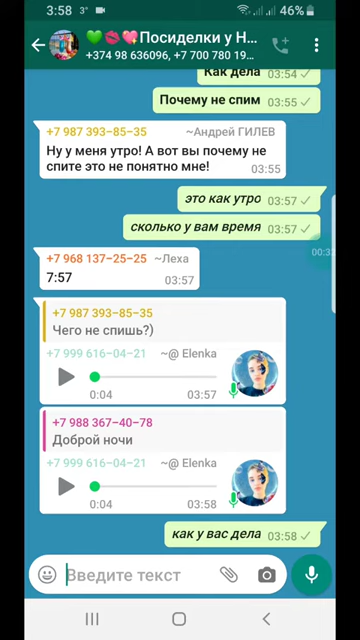 3:58 3° 46%
Посиделки у Н...
+374 98 636096, +7 700 780 19...
Как дела 03:54
Почему не спим 03:55
+7 987 393-85-35 ~Андрей ГИЛЕВ
Ну у меня утро! А вот вы почему не
спите это не понятно мне!
03:55
это как утро 03:57
сколько у вам время 03:57
00:33
+7 968 137-25-25 ~Леха
7:57 03:57
+7 987 393-85-35
Чего не спишь?)
+7 999 616-04-21 ~@ Elenka
0:04 03:57
+7 988 367-40-78
Доброй ночи
+7 999 616-04-21 ~@ Elenka
0:04 03:58
как у вас дела 03:58
Введите текст